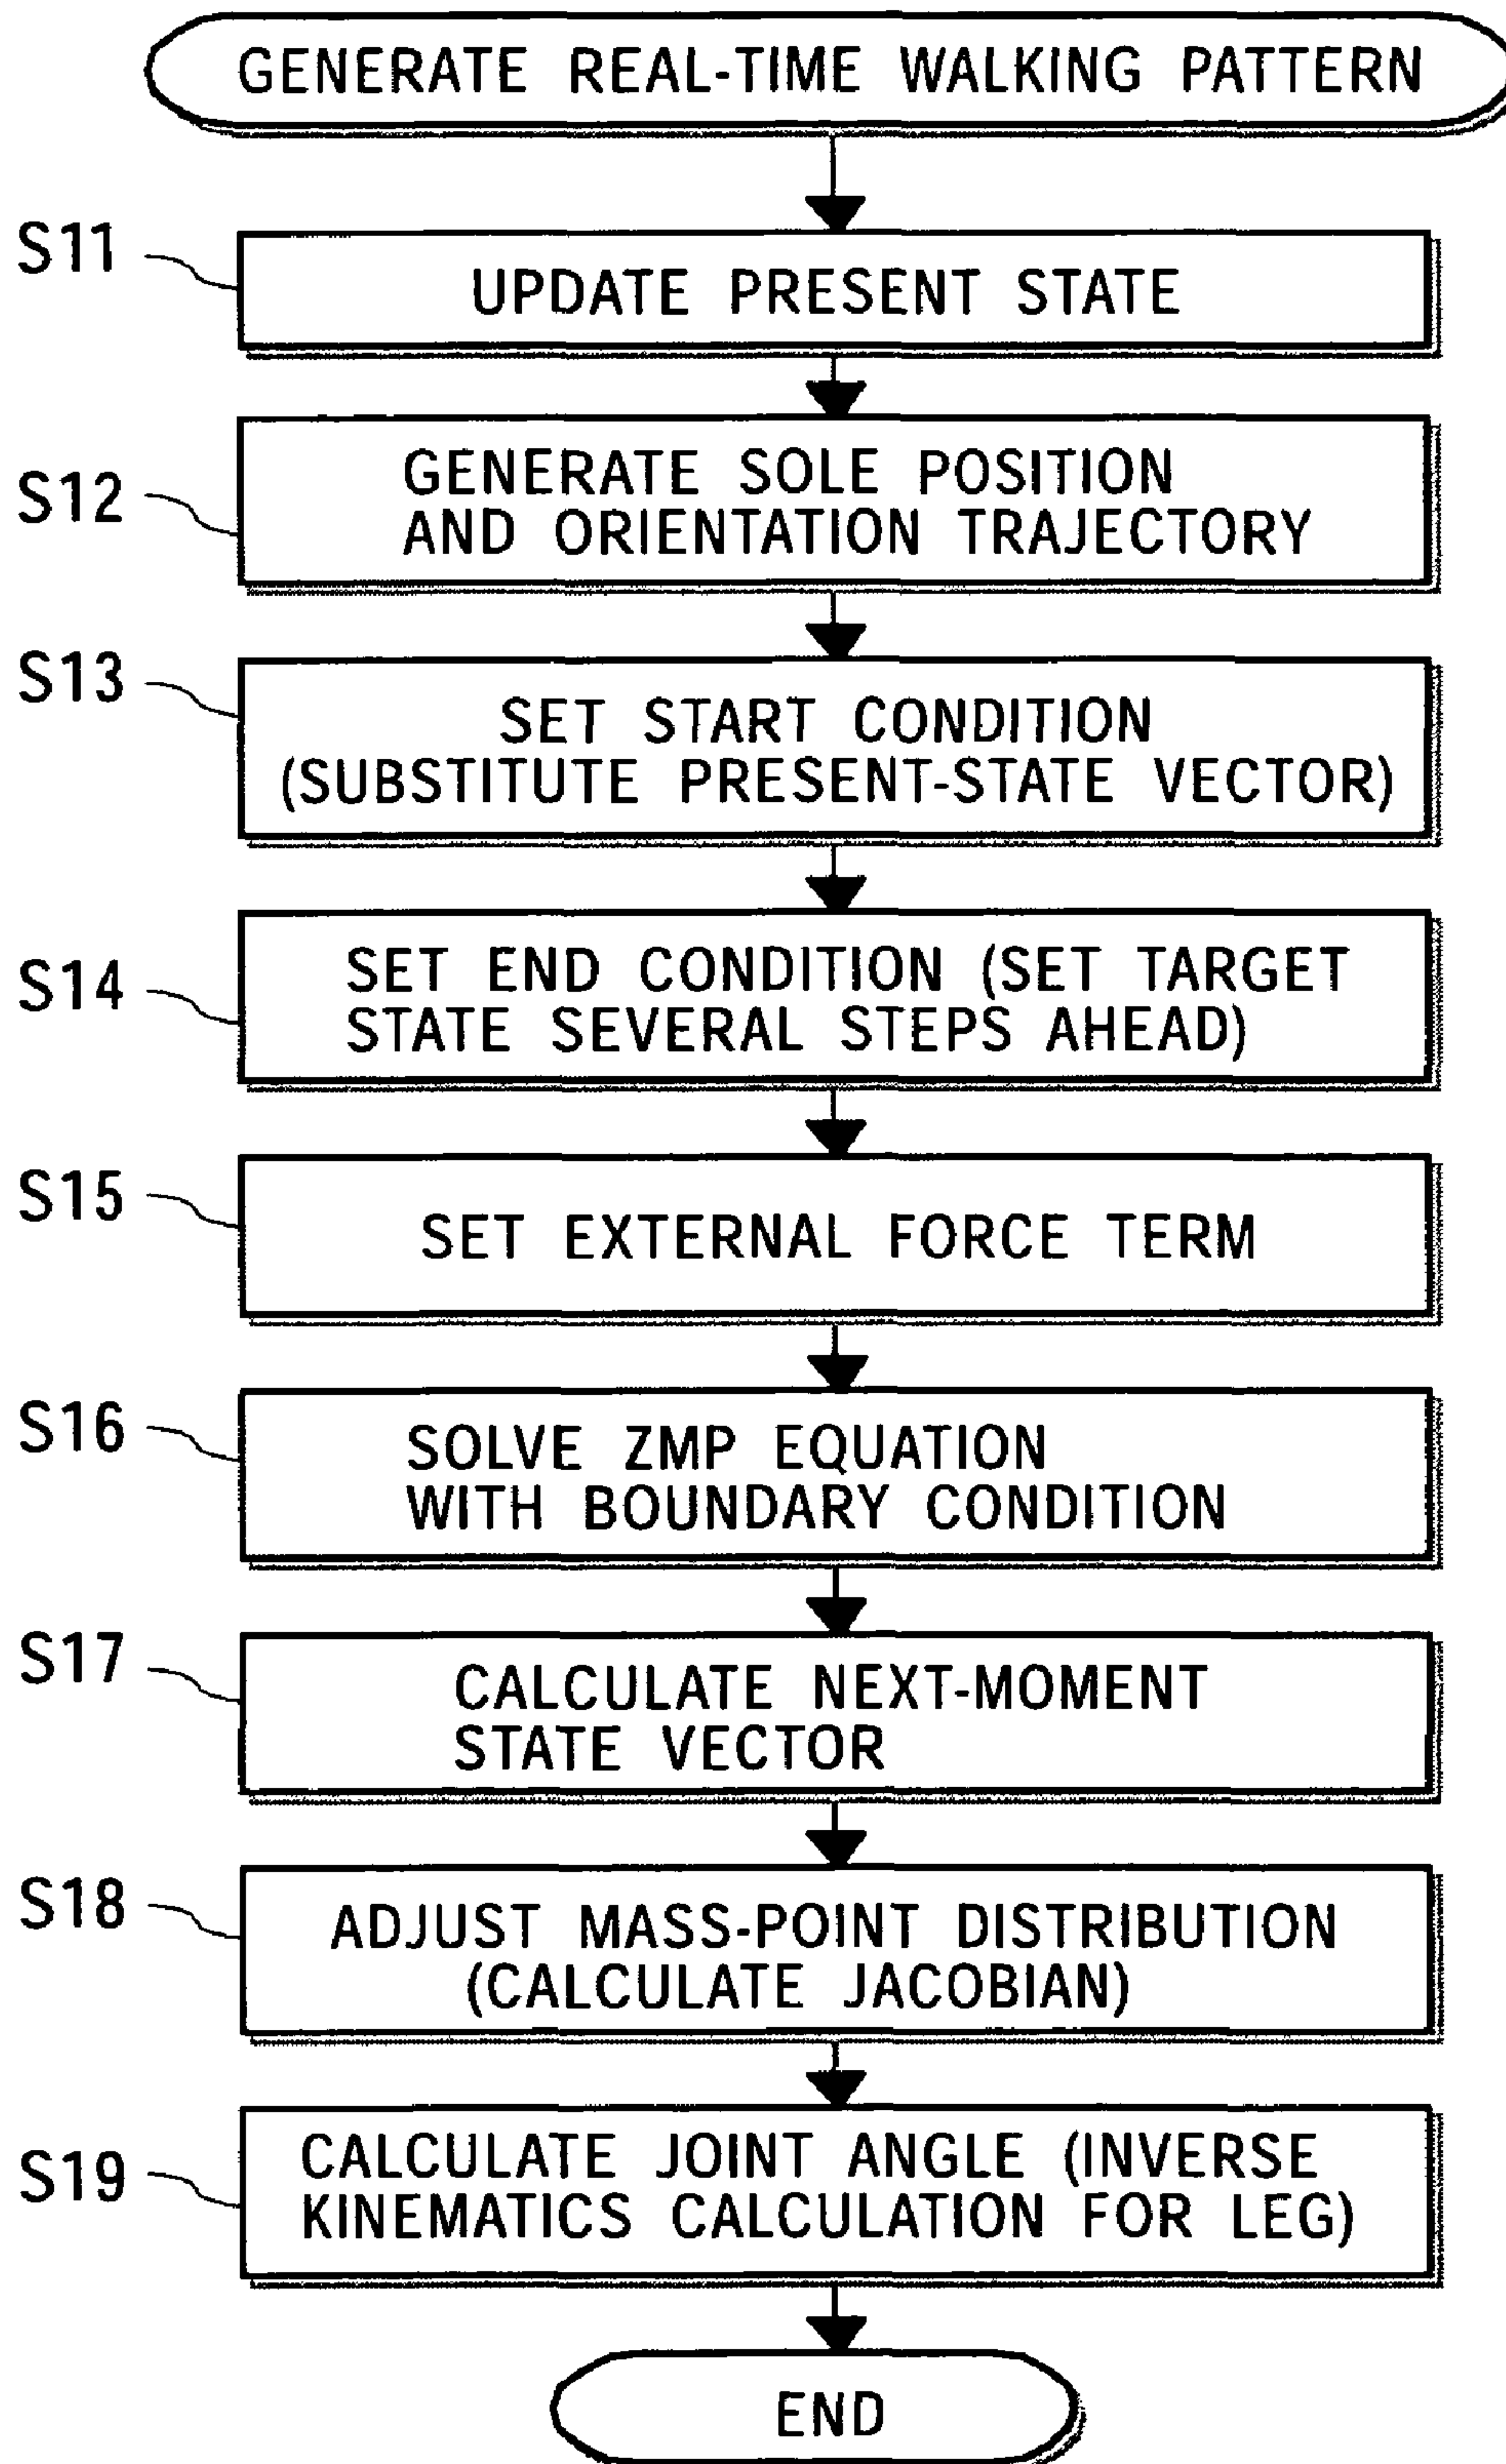 GENERATE REAL-TIME WALKING PATTERN
S11
UPDATE PRESENT STATE
S12
GENERATE SOLE POSITION
AND ORIENTATION TRAJECTORY
S13
SET START CONDITION
(SUBSTITUTE PRESENT-STATE VECTOR)
S14
SET END CONDITION (SET TARGET
STATE SEVERAL STEPS AHEAD)
S15
SET EXTERNAL FORCE TERM
S16
SOLVE ZMP EQUATION
WITH BOUNDARY CONDITION
S17
CALCULATE NEXT-MOMENT
STATE VECTOR
S18
ADJUST MASS-POINT DISTRIBUTION
(CALCULATE JACOBIAN)
S19
CALCULATE JOINT ANGLE (INVERSE
KINEMATICS CALCULATION FOR LEG)
END